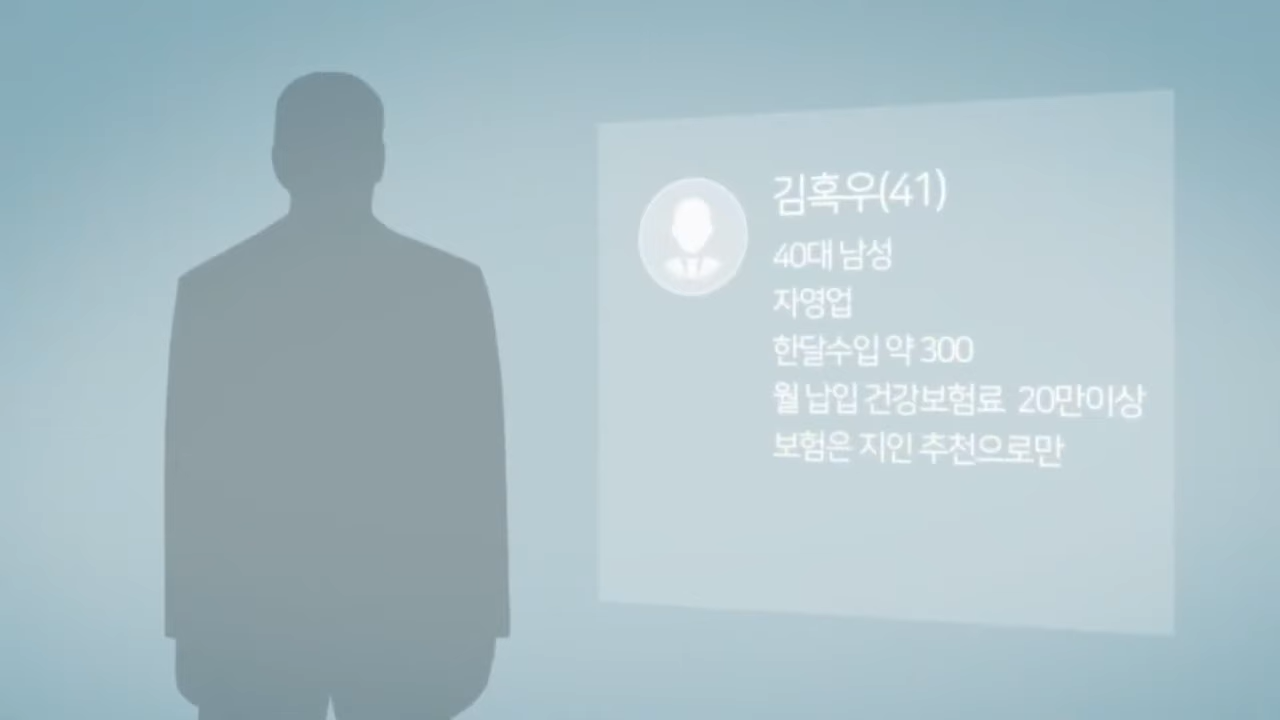 김혹우(41)
40대 남성
자영업
한달수입 약 300
월 납입 건강보험료 20만이상
보험은 지인 추천으로만